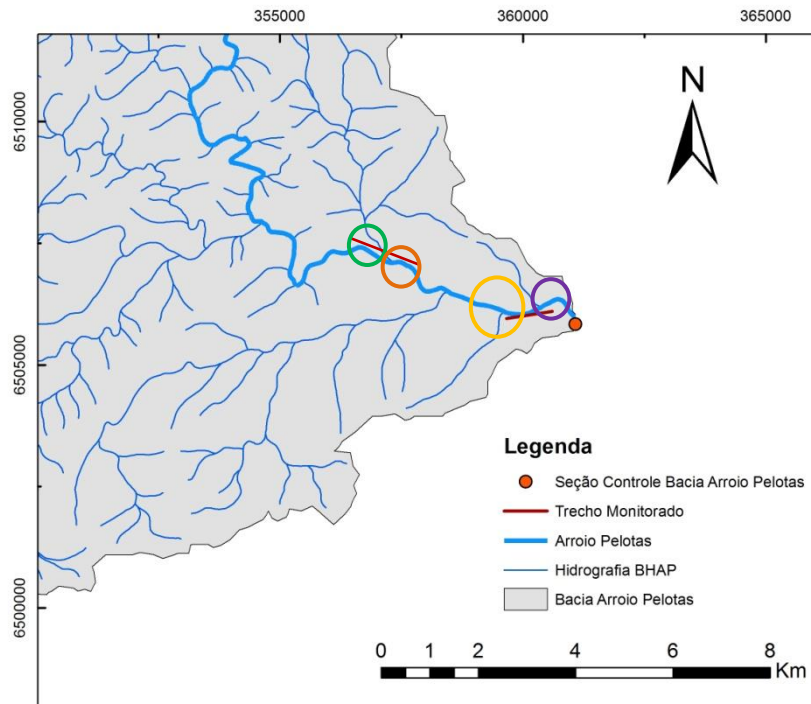 355000
360000
365000
6510000
6505000
6500000
N
Legenda
Seção Controle Bacia Arroio Pelotas
Trecho Monitorado
Arroio Pelotas
Hidrografia BHAP
Bacia Arroio Pelotas
0 1 2 4 6 8
Km